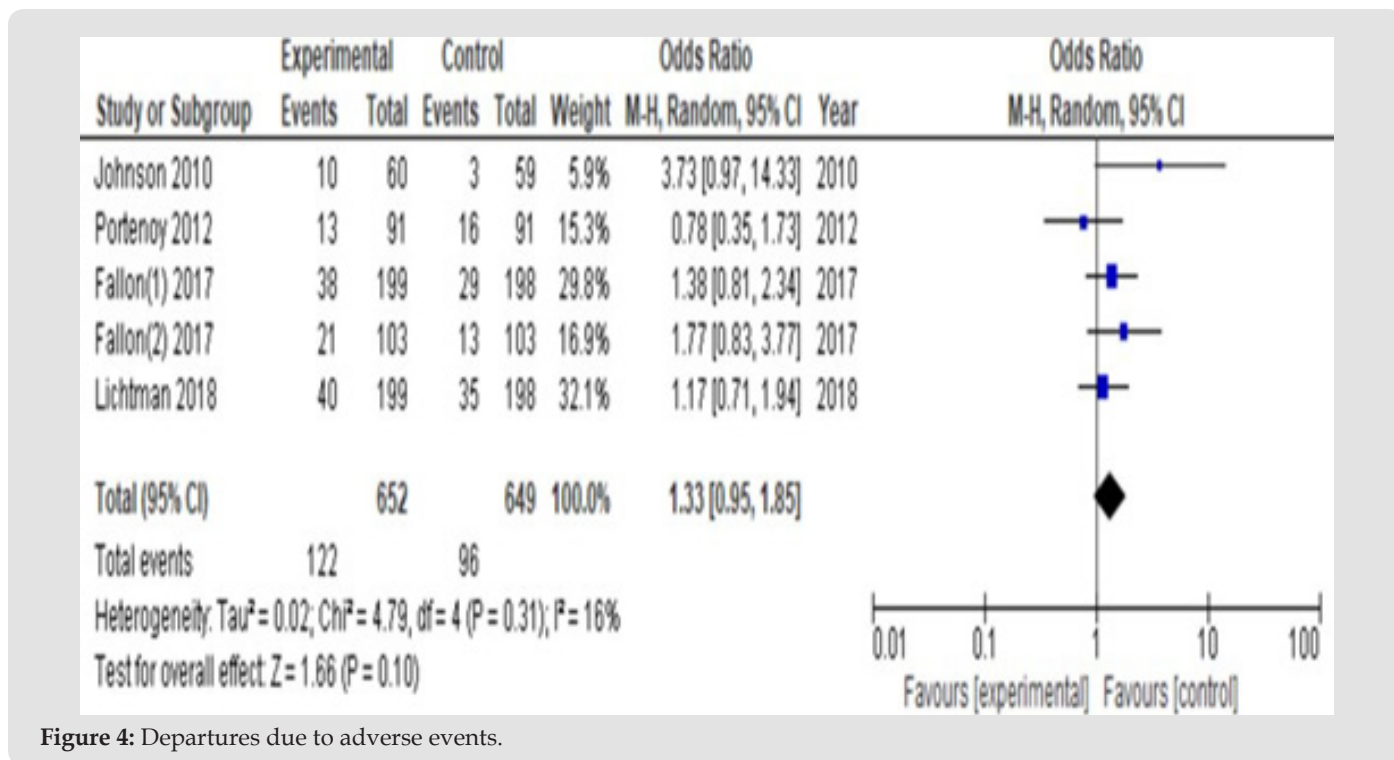 Experimental Control Odds Ratio Odds Ratio
Study or Subgroup Events Total Events Total Weight M-H, Random, 95% CI Year M-H, Random, 95% CI
Johnson 2010 10 60 3 59 5.9% 3.73 [0.97, 14.33] 2010
Portenoy 2012 13 91 16 91 15.3% 0.78 [0.35, 1.73] 2012
Fallon(1) 2017 38 199 29 198 29.8% 1.38 [0.81, 2.34] 2017
Fallon(2) 2017 21 103 13 103 16.9% 1.77 [0.83, 3.77] 2017
Lichtman 2018 40 199 35 198 32.1% 1.17 [0.71, 1.94] 2018
Total (95% CI) 652 649 100.0% 1.33 [0.95, 1.85]
Total events 122 96
Heterogeneity: Tau² = 0.02; Chi² = 4.79, df = 4 (P = 0.31); I² = 16%
Test for overall effect: Z = 1.66 (P = 0.10)
0.01 0.1 1 10 100
Favours [experimental] Favours [control]
Figure 4: Departures due to adverse events.